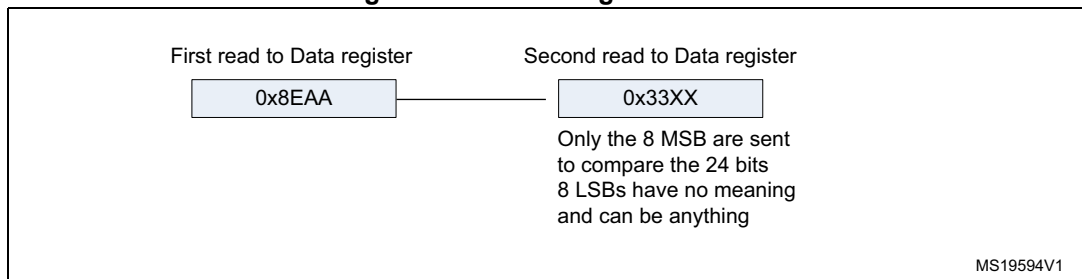 First read to Data register
Second read to Data register
0x8EAA
0x33XX
Only the 8 MSB are sent
to compare the 24 bits
8 LSBs have no meaning
and can be anything
MS19594V1